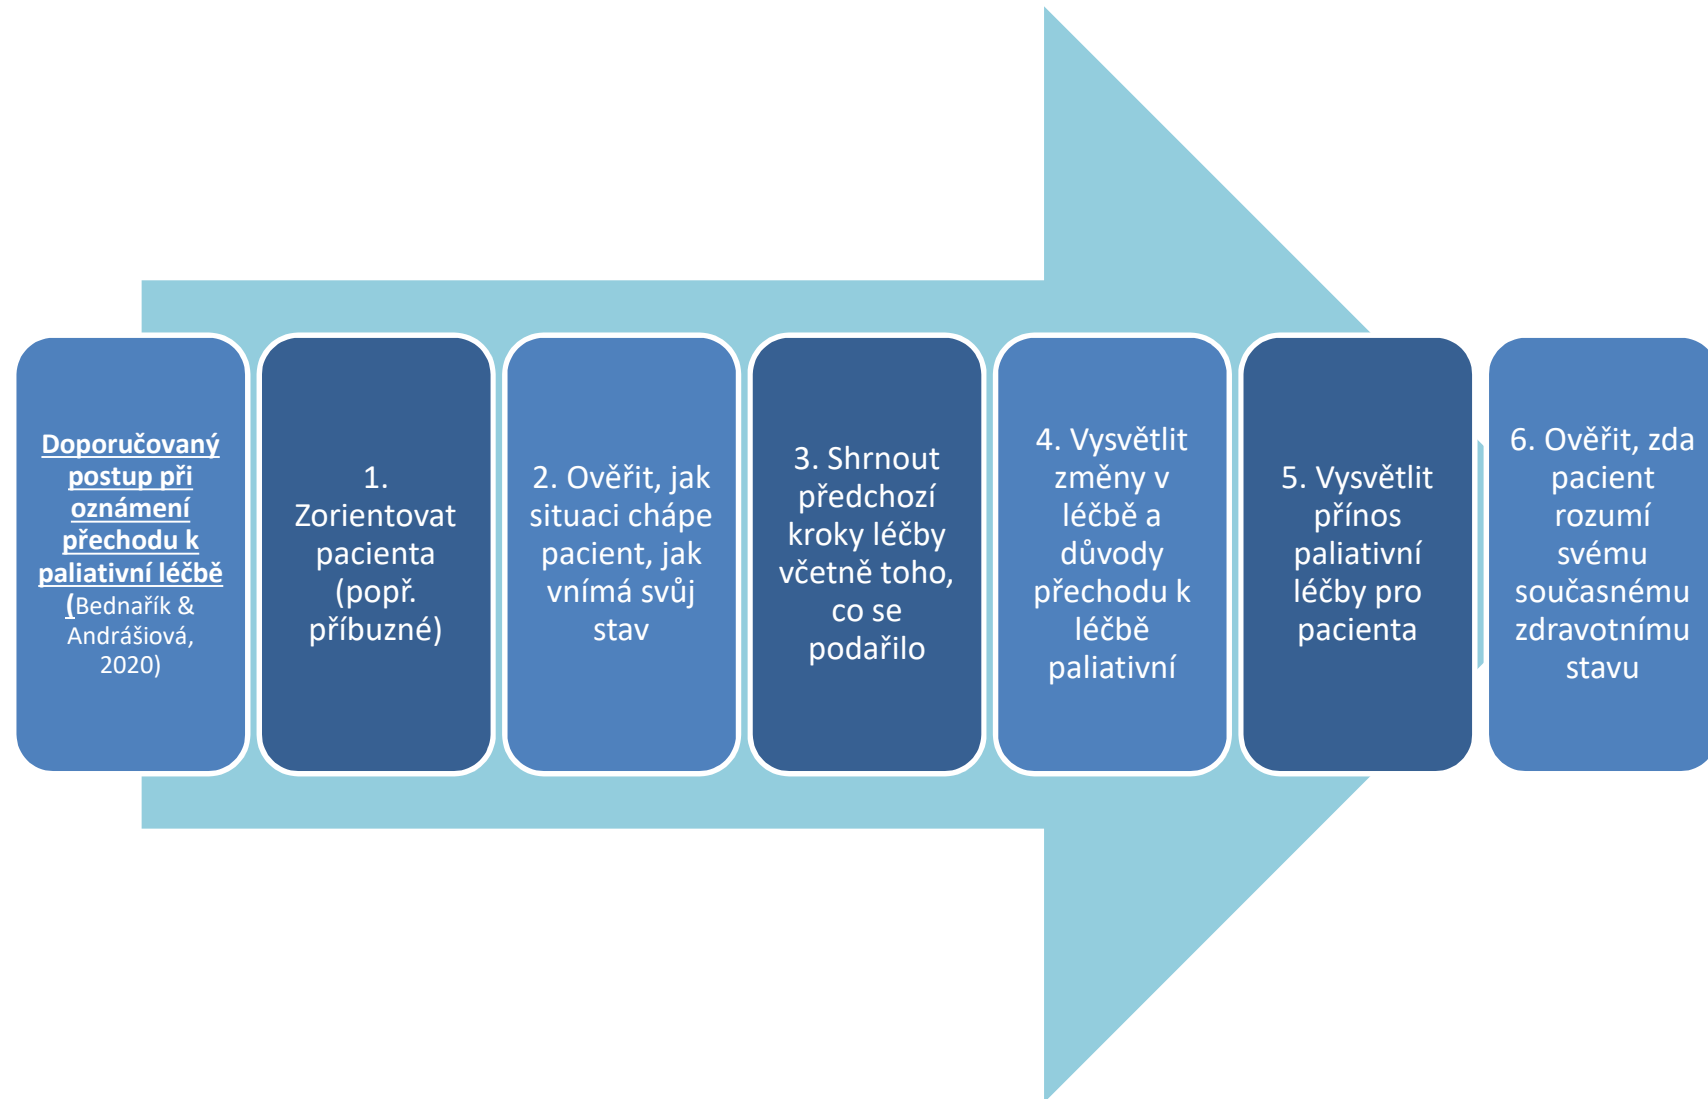 Doporučovaný
postup při
oznámení
přechodu k
paliativní léčbě
(Bednařík &
Andrášiová,
2020)
1.
Zorientovat
pacienta
(popř.
příbuzné)
2. Ověřit, jak
situaci chápe
pacient, jak
vnímá svůj
stav
3. Shrnout
předchozí
kroky léčby
včetně toho,
co se
podařilo
4. Vysvětlit
změny v
léčbě a
důvody
přechodu k
léčbě
paliativní
5. Vysvětlit
přínos
paliativní
léčby pro
pacienta
6. Ověřit, zda
pacient
rozumí
svému
současnému
zdravotnímu
stavu